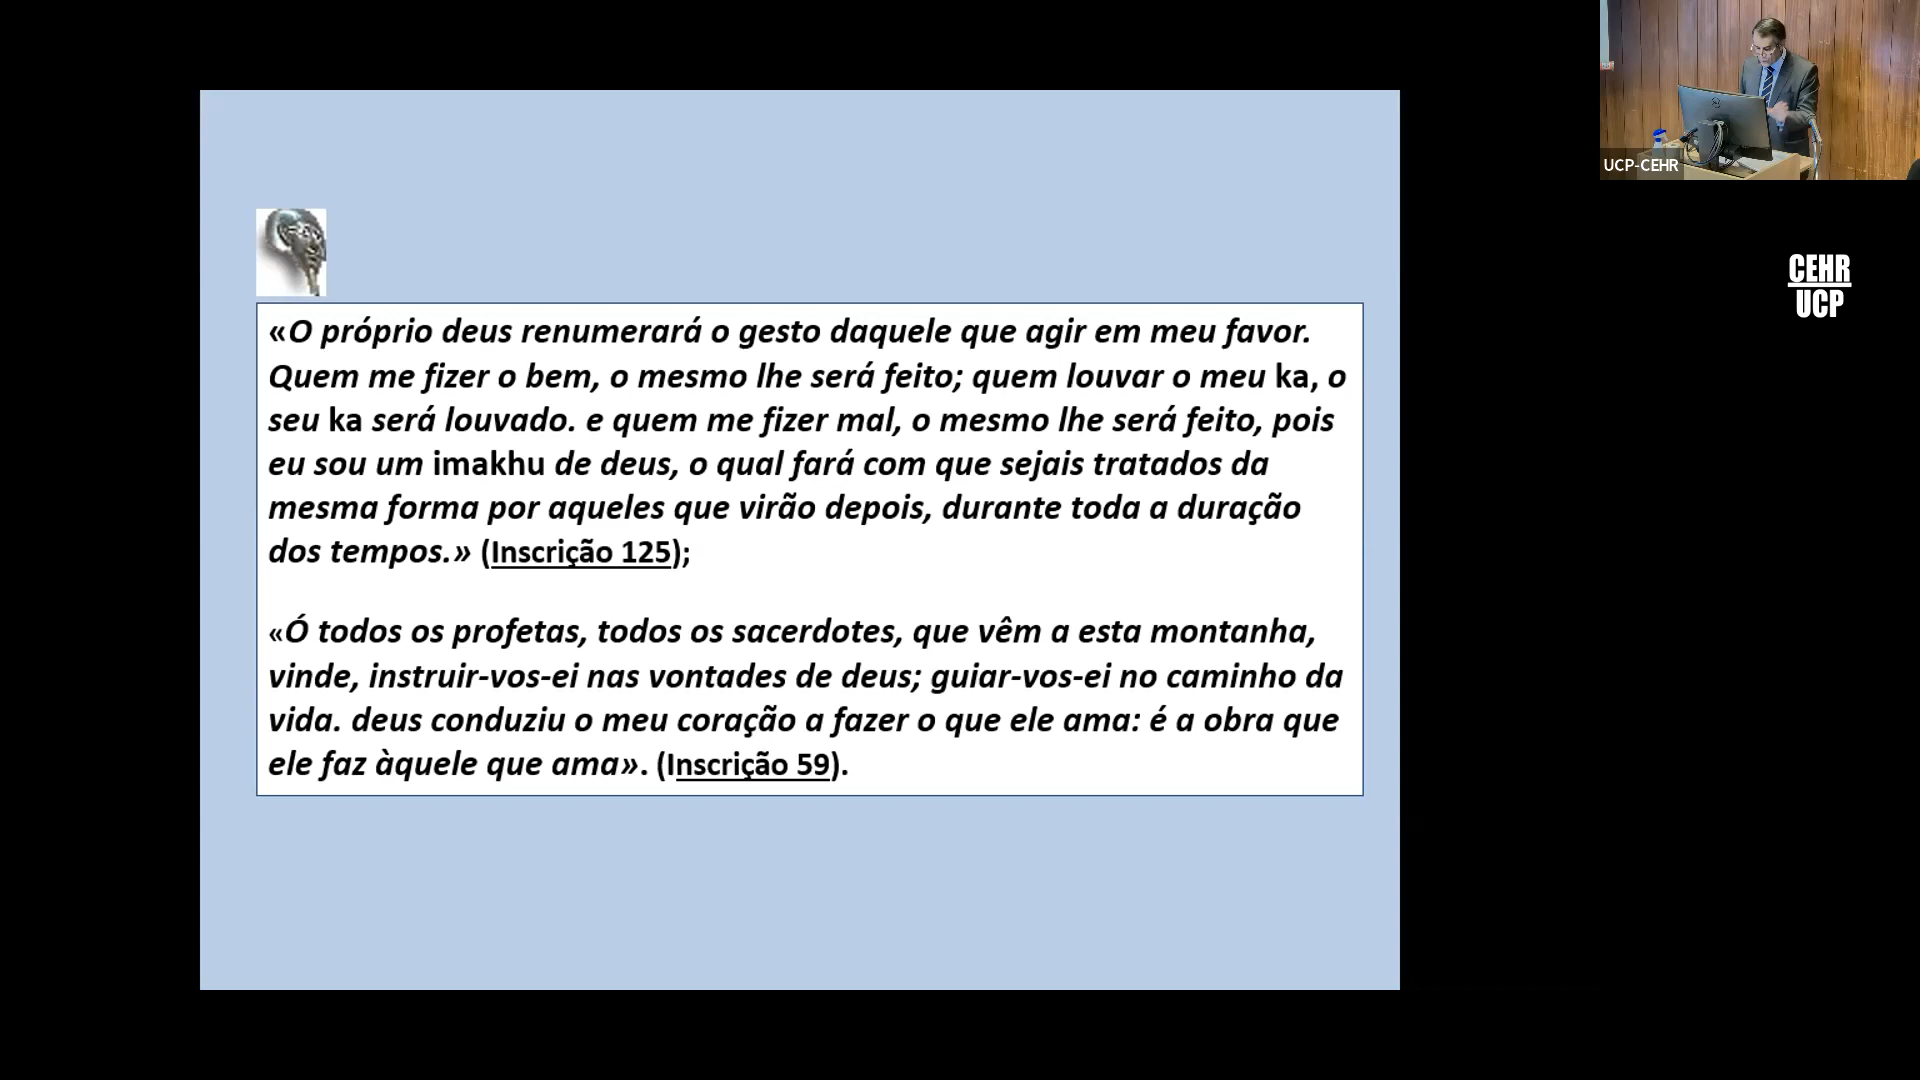 UCP-CEHR
CEHR
UCP
«O próprio deus renumerará o gesto daquele que agir em meu favor.
Quem me fizer o bem, o mesmo lhe será feito; quem louvar o meu ka, o
seu ka será louvado. e quem me fizer mal, o mesmo lhe será feito, pois
eu sou um imakhu de deus, o qual fará com que sejais tratados da
mesma forma por aqueles que virão depois, durante toda a duração
dos tempos.» (Inscrição 125);
«Ó todos os profetas, todos os sacerdotes, que vêm a esta montanha,
vinde, instruir-vos-ei nas vontades de deus; guiar-vos-ei no caminho da
vida. deus conduziu o meu coração a fazer o que ele ama: é a obra que
ele faz àquele que ama». (Inscrição 59).